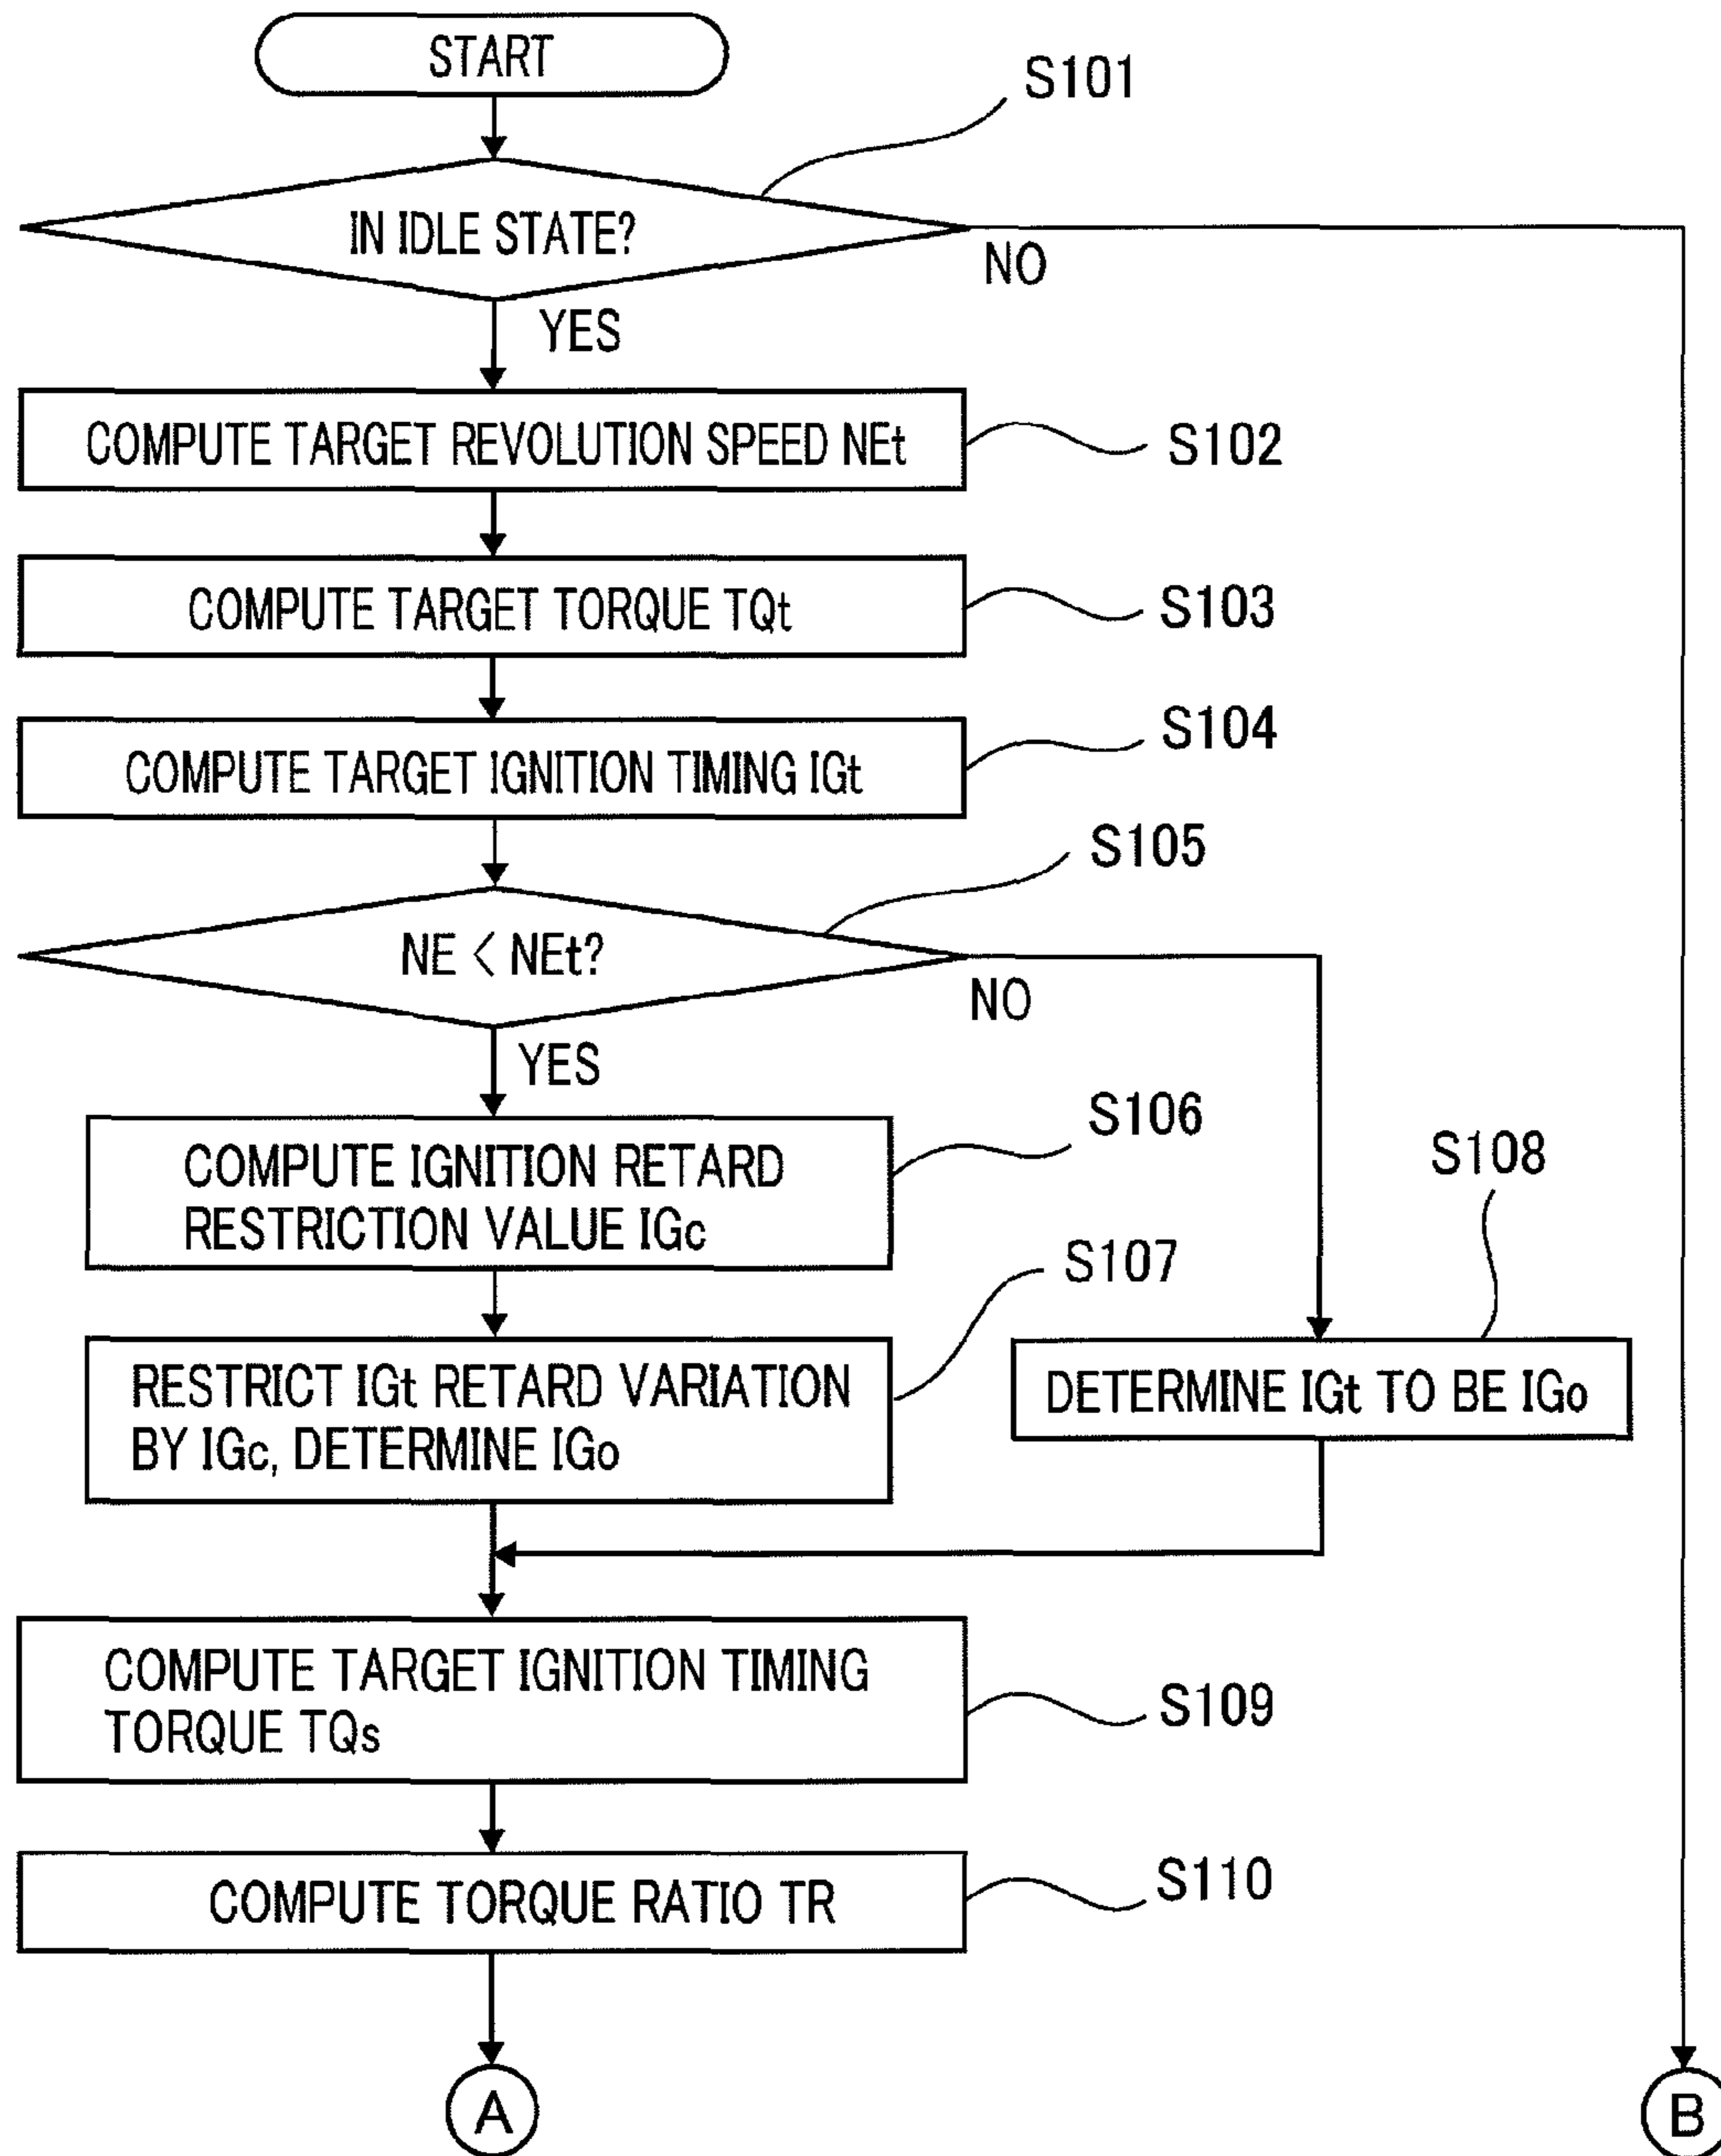 START
S101
IN IDLE STATE?
NO
YES
COMPUTE TARGET REVOLUTION SPEED NEt
S102
COMPUTE TARGET TORQUE TQt
S103
COMPUTE TARGET IGNITION TIMING IGt
S104
S105
NE < NEt?
NO
YES
COMPUTE IGNITION RETARD
RESTRICTION VALUE IGc
S106
S107
S108
RESTRICT IGt RETARD VARIATION
BY IGc, DETERMINE IGo
DETERMINE IGt TO BE IGo
COMPUTE TARGET IGNITION TIMING
TORQUE TQs
S109
COMPUTE TORQUE RATIO TR
S110
A
B